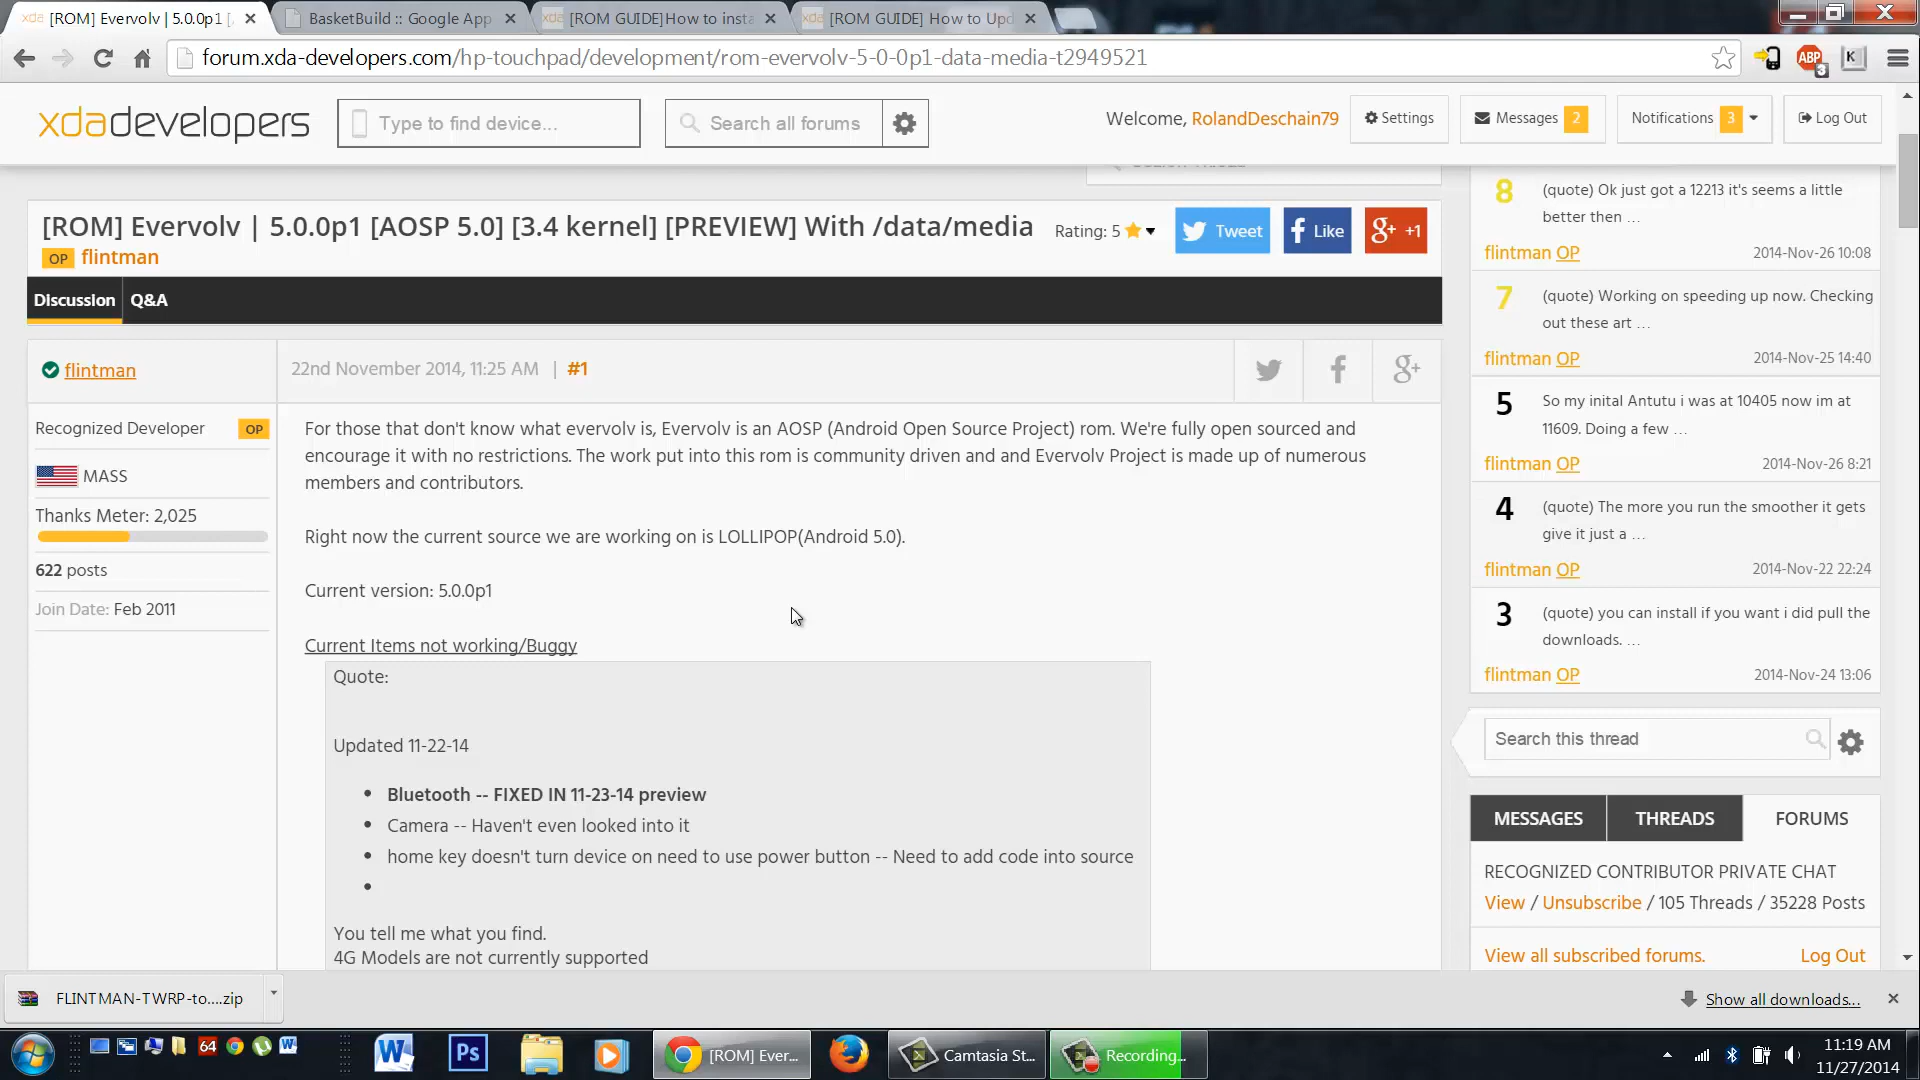 [ROM] Evervolv | 5.0.0p1 [
BasketBuild :: Google App
[ROM GUIDE]How to insta
[ROM GUIDE] How to Upd
forum.xda-developers.com/hp-touchpad/development/rom-evervolv-5-0-0p1-data-media-t2949521
ABP
3
K
xdadevelopers
Type to find device...
Search all forums
Welcome, RolandDeschain79
Settings
Messages 2
Notifications 3
Log Out
[ROM] Evervolv | 5.0.0p1 [AOSP 5.0] [3.4 kernel] [PREVIEW] With /data/media
OP flintman
Rating: 5
Tweet
Like
+1
Discussion
Q&A
flintman
22nd November 2014, 11:25 AM | #1
Recognized Developer OP
MASS
Thanks Meter: 2,025
622 posts
Join Date: Feb 2011
For those that don't know what evervolv is, Evervolv is an AOSP (Android Open Source Project) rom. We're fully open sourced and
encourage it with no restrictions. The work put into this rom is community driven and and Evervolv Project is made up of numerous
members and contributors.
Right now the current source we are working on is LOLLIPOP(Android 5.0).
Current version: 5.0.0p1
Current Items not working/Buggy
Quote:
Updated 11-22-14
• Bluetooth -- FIXED IN 11-23-14 preview
• Camera -- Haven't even looked into it
• home key doesn't turn device on need to use power button -- Need to add code into source
•
You tell me what you find.
4G Models are not currently supported
8
(quote) Ok just got a 12213 it's seems a little
better then …
flintman OP
2014-Nov-26 10:08
7
(quote) Working on speeding up now. Checking
out these art …
flintman OP
2014-Nov-25 14:40
5
So my inital Antutu i was at 10405 now im at
11609. Doing a few …
flintman OP
2014-Nov-26 8:21
4
(quote) The more you run the smoother it gets
give it just a …
flintman OP
2014-Nov-22 22:24
3
(quote) you can install if you want i did pull the
downloads. …
flintman OP
2014-Nov-24 13:06
Search this thread
MESSAGES
THREADS
FORUMS
RECOGNIZED CONTRIBUTOR PRIVATE CHAT
View / Unsubscribe / 105 Threads / 35228 Posts
View all subscribed forums.
Log Out
FLINTMAN-TWRP-to....zip
Show all downloads...
64
W
Ps
[ROM] Ever...
Camtasia St...
Recording...
11:19 AM
11/27/2014